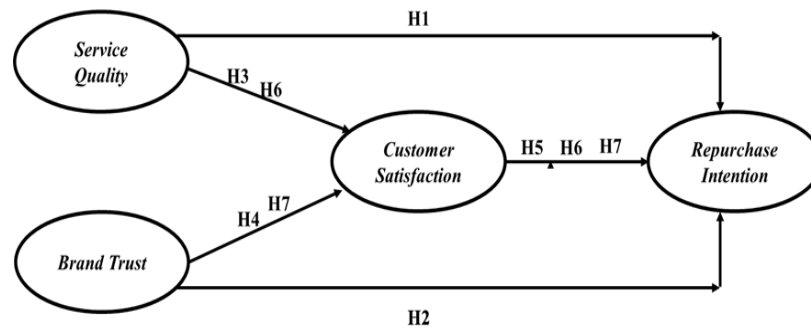 H1
Service
Quality
H3
H6
Customer
Satisfaction
H5 H6 H7
Repurchase
Intention
H7
H4
Brand Trust
H2